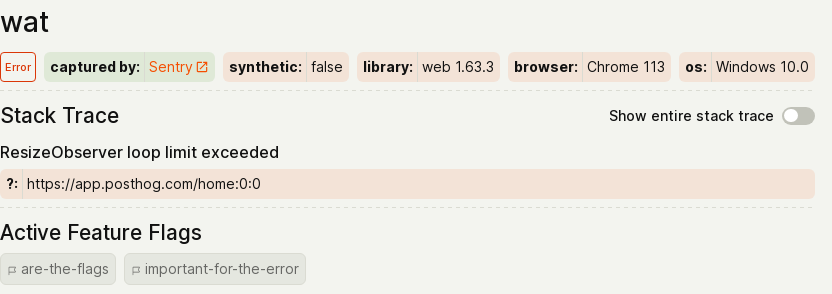 wat
Error captured by: Sentry synthetic: false library: web 1.63.3 browser: Chrome 113 os: Windows 10.0
Stack Trace Show entire stack trace
ResizeObserver loop limit exceeded
?: https://app.posthog.com/home:0:0
Active Feature Flags
are-the-flags important-for-the-error